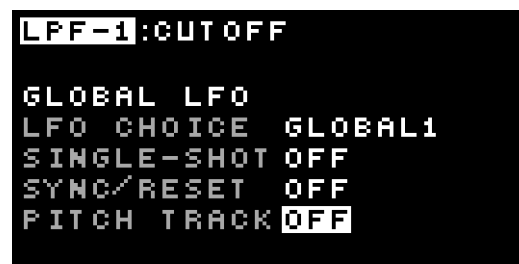 LPF-1:CUTOFF
GLOBAL LFO
LFO CHOICE GLOBAL1
SINGLE-SHOT OFF
SYNC/RESET OFF
PITCH TRACK OFF